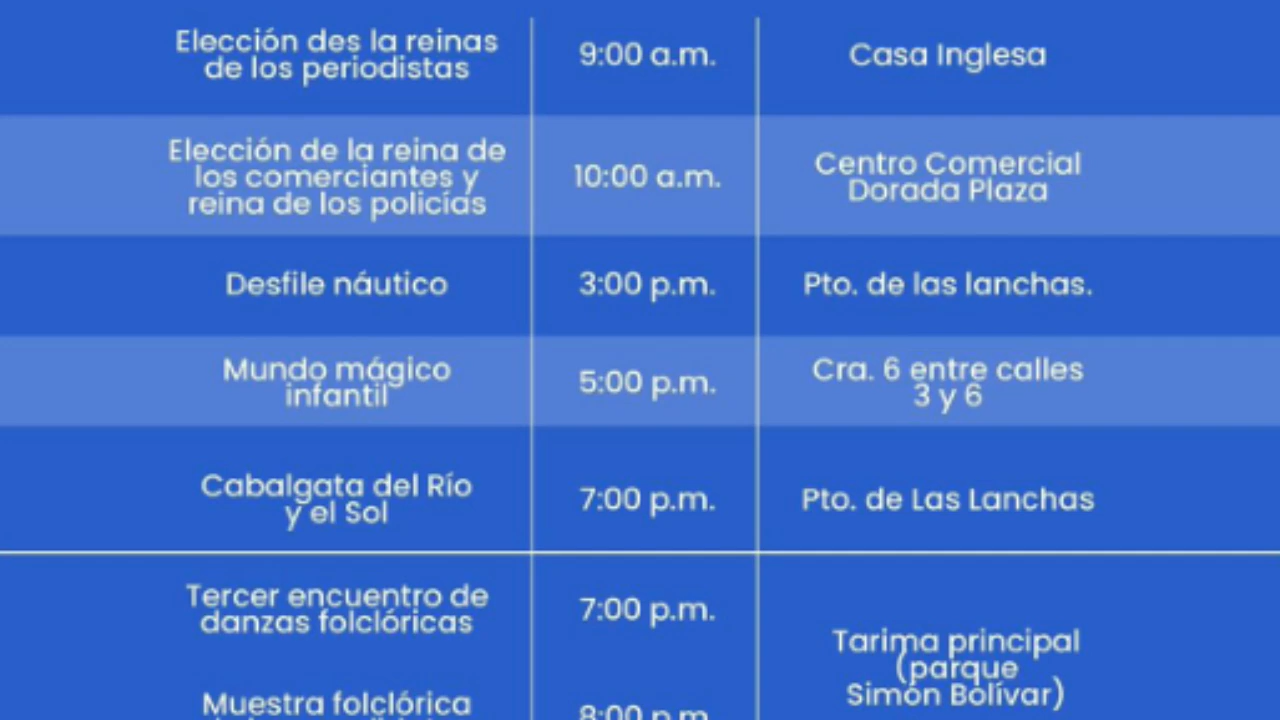 Elección des la reinas
de los periodistas
9:00 a.m.
Casa Inglesa
Elección de la reina de
los comerciantes y
reina de los policías
10:00 a.m.
Centro Comercial
Dorada Plaza
Desfile náutico
3:00 p.m.
Pto. de las lanchas.
Mundo mágico
infantil
5:00 p.m.
Cra. 6 entre calles
3 y 6
Cabalgata del Río
y el Sol
7:00 p.m.
Pto. de Las Lanchas
Tercer encuentro de
danzas folclóricas
7:00 p.m.
Tarima principal
(parque
Simón Bolívar)
Muestra folclórica
8:00 p.m.